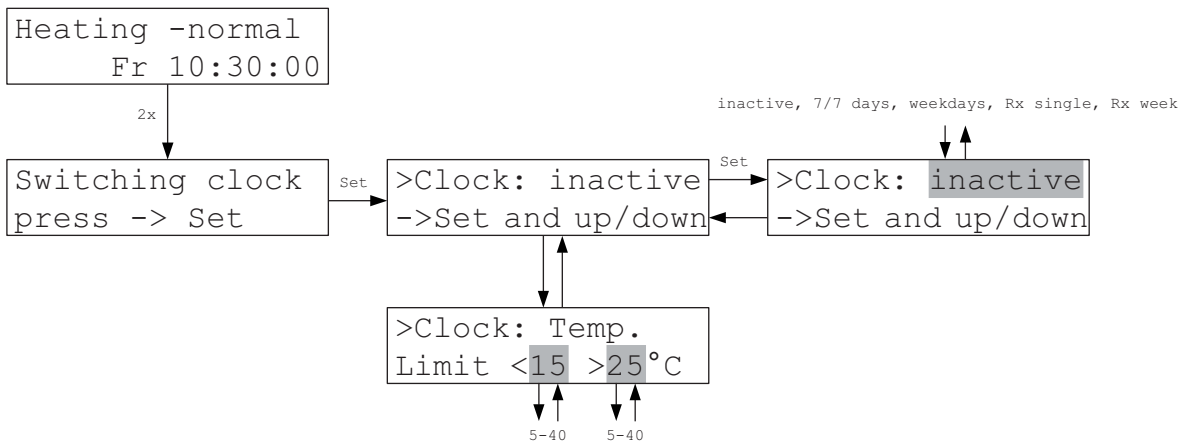 Heating -normal
Fr 10:30:00
2x
inactive, 7/7 days, weekdays, Rx single, Rx week
Switching clock
press -> Set
Set
>Clock: inactive
->Set and up/down
Set
>Clock: inactive
->Set and up/down
>Clock: Temp.
Limit <15 >25°C
5-40
5-40